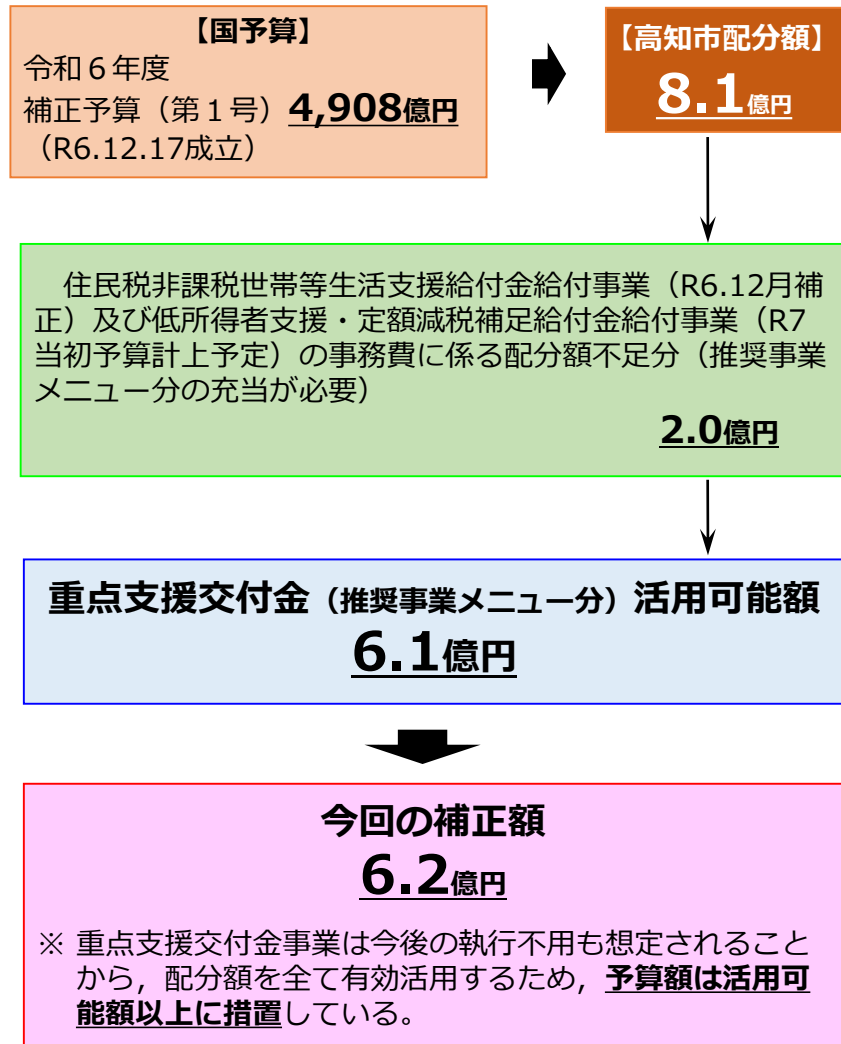 【国予算】
令和６年度
補正予算（第１号）4,908億円
（R6.12.17成立）
【高知市配分額】
8.1億円
住民税非課税世帯等生活支援給付金給付事業（R6.12月補
正）及び低所得者支援・定額減税補足給付金給付事業（R7
当初予算計上予定）の事務費に係る配分額不足分（推奨事業
メニュー分の充当が必要）
2.0億円
重点支援交付金（推奨事業メニュー分）活用可能額
6.1億円
今回の補正額
6.2億円
※ 重点支援交付金事業は今後の執行不用も想定されること
から，配分額を全て有効活用するため，予算額は活用可
能額以上に措置している。